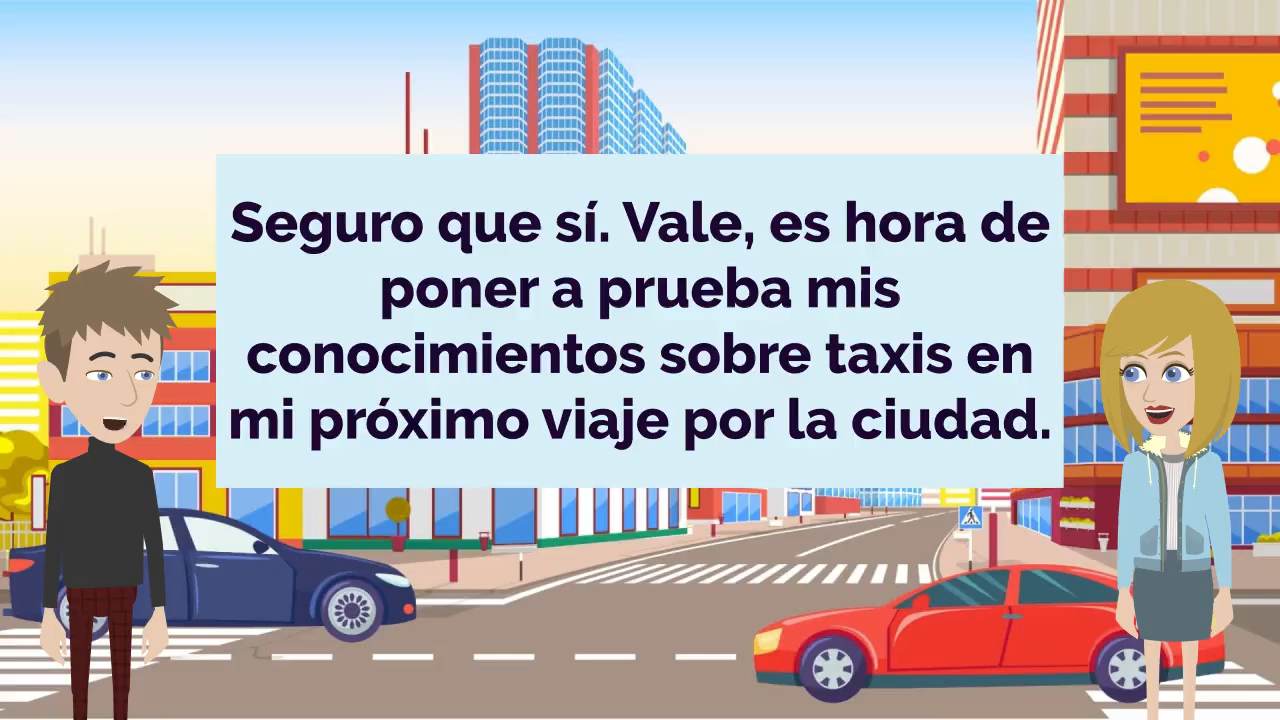 Seguro que sí. Vale, es hora de
poner a prueba mis
conocimientos sobre taxis en
mi próximo viaje por la ciudad.